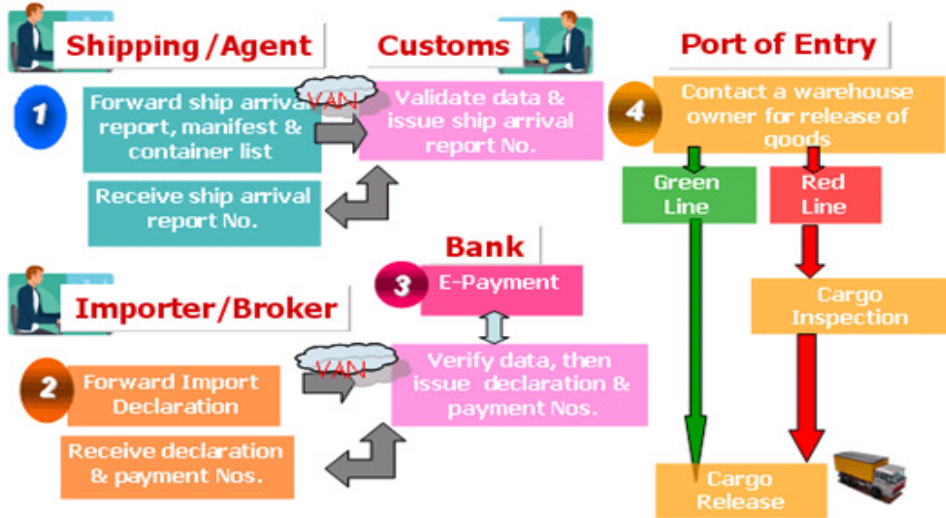 Shipping /Agent
Customs
Port of Entry
1
Forward ship arrival
report, manifest &
container list
VAN
Validate data &
issue ship arrival
report No.
Receive ship arrival
report No.
4
Contact a warehouse
owner for release of
goods
Green
Line
Red
Line
Cargo
Inspection
Cargo
Release
Bank
3
E-Payment
Importer/Broker
2
Forward Import
Declaration
VAN
Verify data, then
issue declaration &
payment Nos.
Receive declaration
& payment Nos.